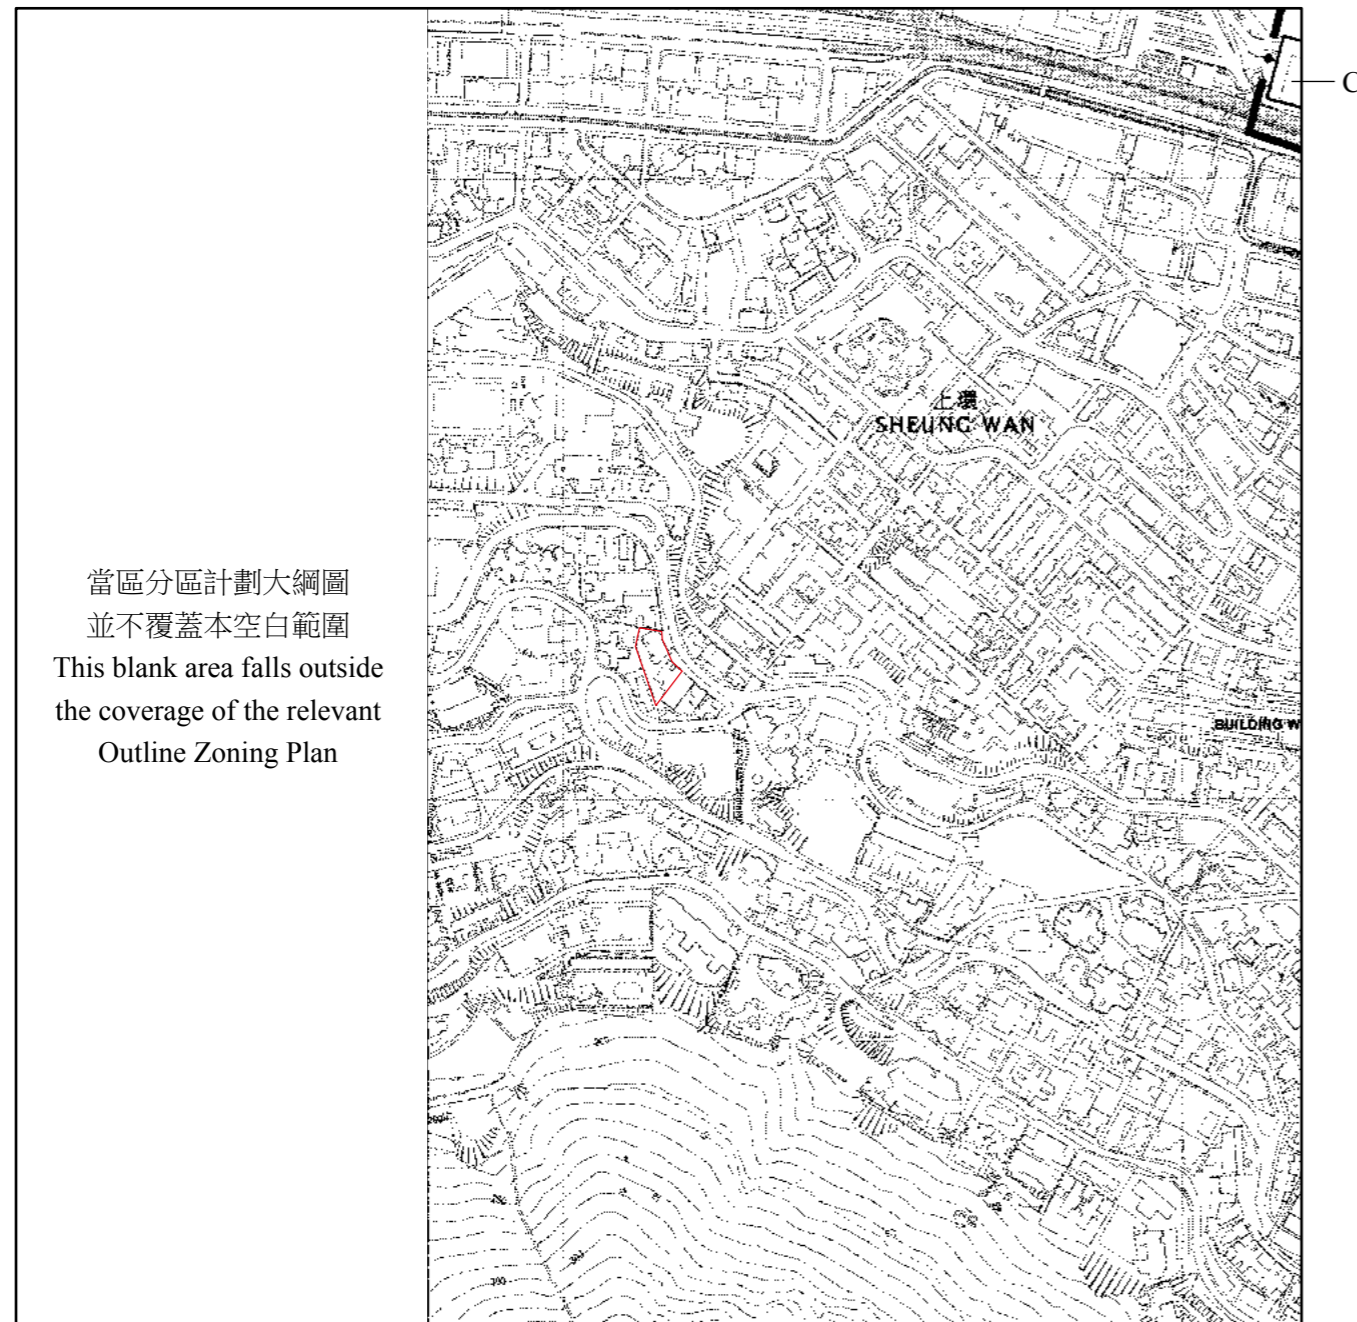 C
上環
SHEUNG WAN
當區分區計劃大綱圖
並不覆蓋本空白範圍
This blank area falls outside
the coverage of the relevant
Outline Zoning Plan
BUILDING W